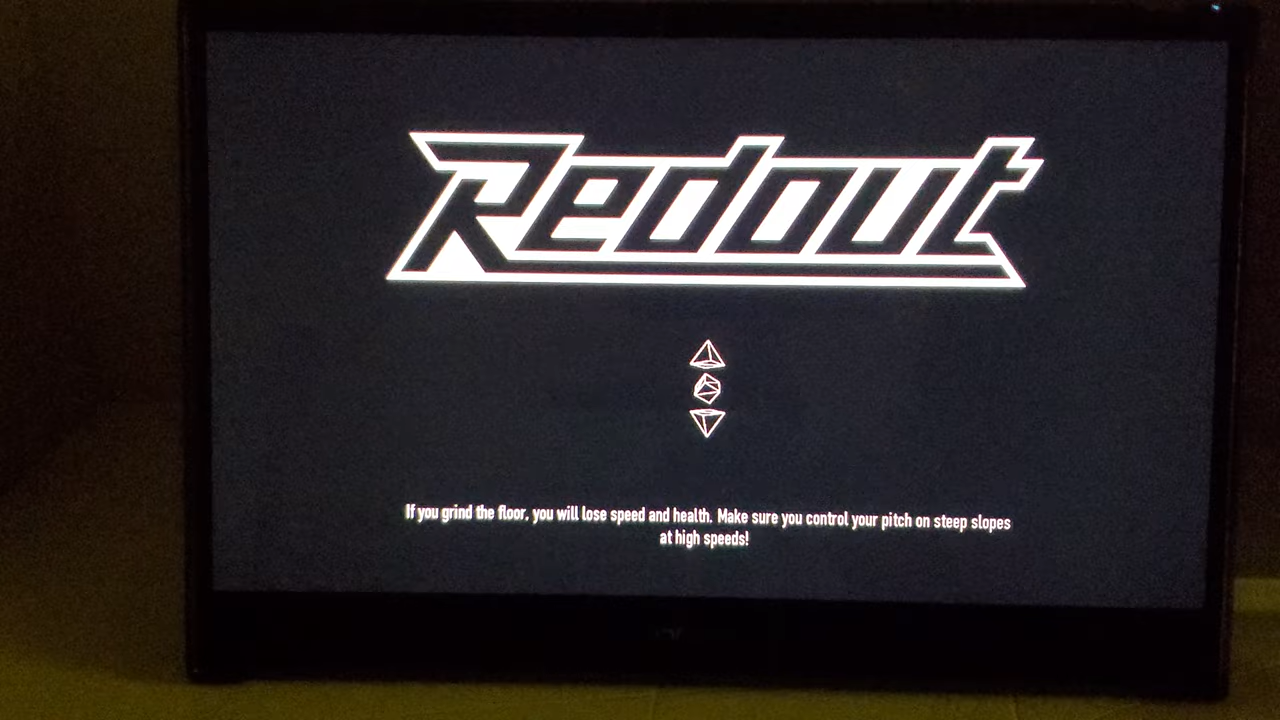 Redout
If you grind the floor, you will lose speed and health. Make sure you control your pitch on steep slopes
at high speeds!